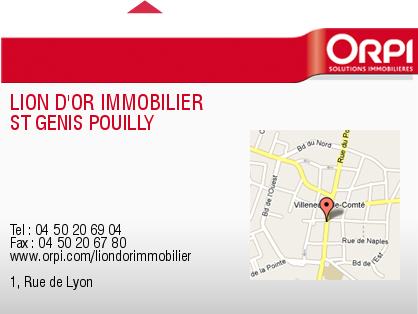 ORPI
SOLUTIONS IMMOBILIÈRES
LION D'OR IMMOBILIER
ST GENIS POUILLY
Bd du Nord
Rue du Po
Bd de l'Ouest
Villeneuve-le-Comté
Rue de Naples
de la Pointe
Bd de l'Est
Tel : 04 50 20 69 04
Fax : 04 50 20 67 80
www.orpi.com/liondorimmobilier
1, Rue de Lyon